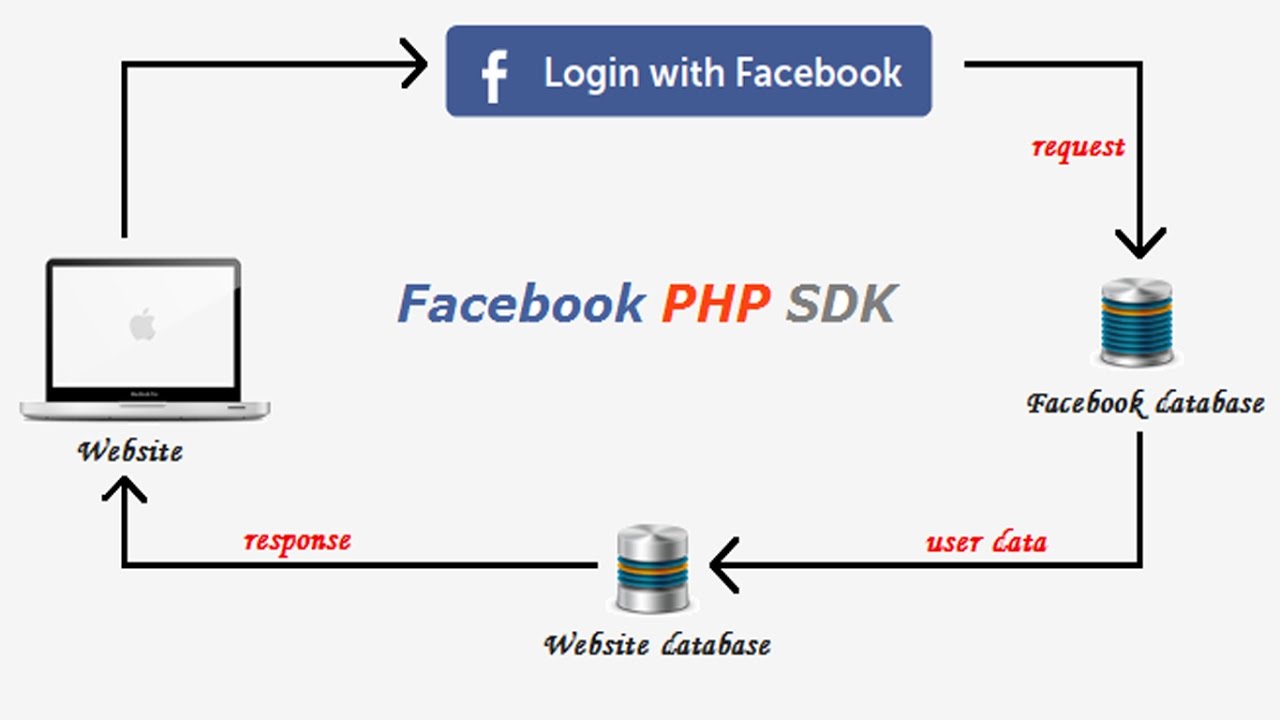 f Login with Facebook
request
Facebook PHP SDK
Facebook database
Website
response
user data
Website database